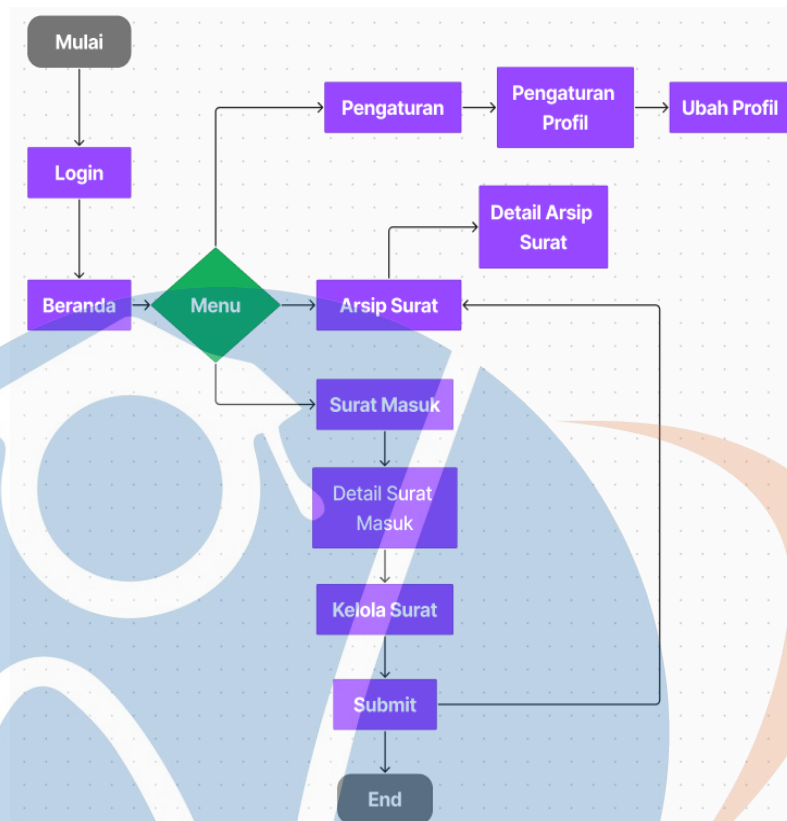 Mulai
Pengaturan
Pengaturan
Profil
Ubah Profil
Login
Detail Arsip
Surat
Beranda
Menu
Arsip Surat
Surat Masuk
Detail Surat
Masuk
Kelola Surat
Submit
End